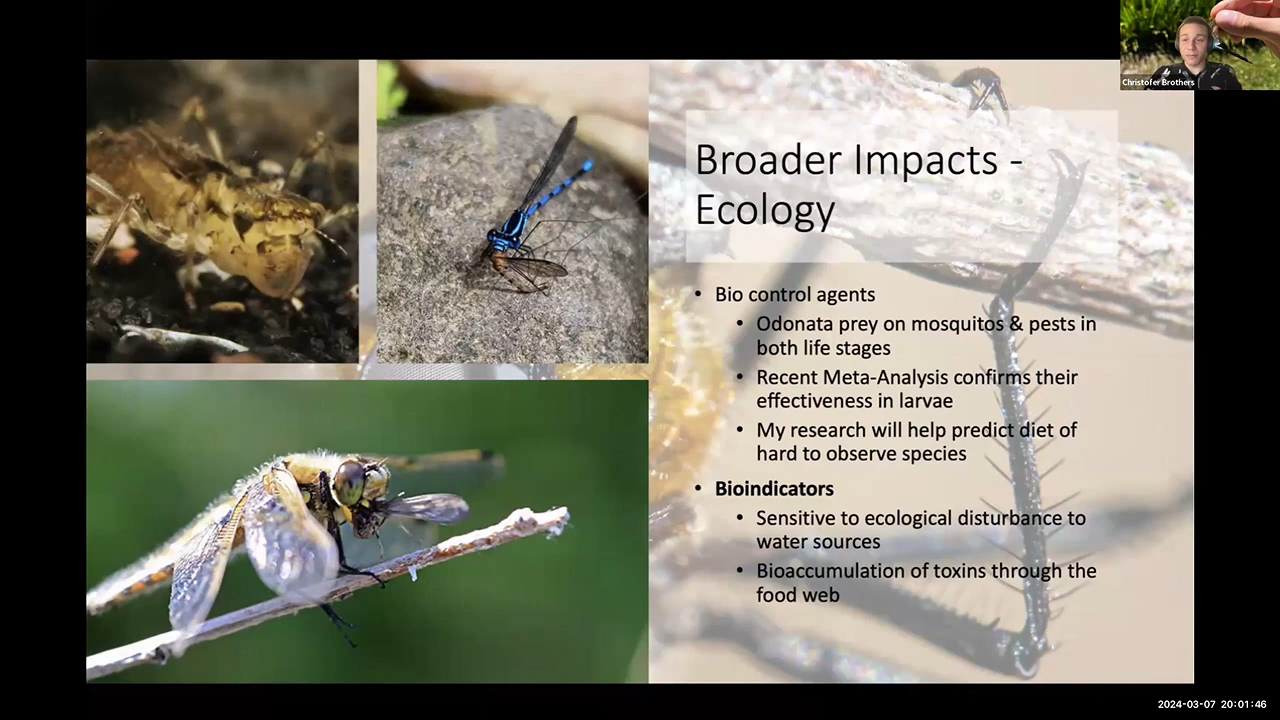 Christofer Brothers
Broader Impacts -
Ecology
• Bio control agents
• Odonata prey on mosquitos & pests in
both life stages
• Recent Meta-Analysis confirms their
effectiveness in larvae
• My research will help predict diet of
hard to observe species
• Bioindicators
• Sensitive to ecological disturbance to
water sources
• Bioaccumulation of toxins through the
food web
2024-03-07 20:01:46